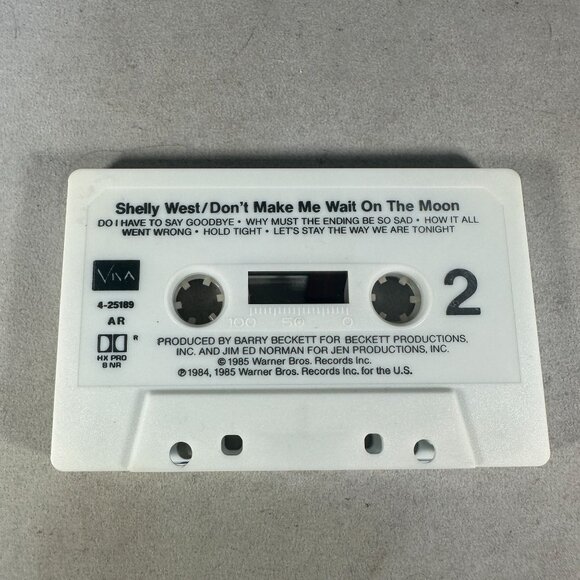 Shelly West/Don't Make Me Wait On The Moon
DO I HAVE TO SAY GOODBYE • WHY MUST THE ENDING BE SO SAD • HOW IT ALL
WENT WRONG • HOLD TIGHT • LET'S STAY THE WAY WE ARE TONIGHT
VIVA
4-25189
AR
HX PRO
B NR
R
100 50 0
2
PRODUCED BY BARRY BECKETT FOR BECKETT PRODUCTIONS,
INC. AND JIM ED NORMAN FOR JEN PRODUCTIONS, INC.
© 1985 Warner Bros. Records Inc.
℗ 1984, 1985 Warner Bros. Records Inc. for the U.S.